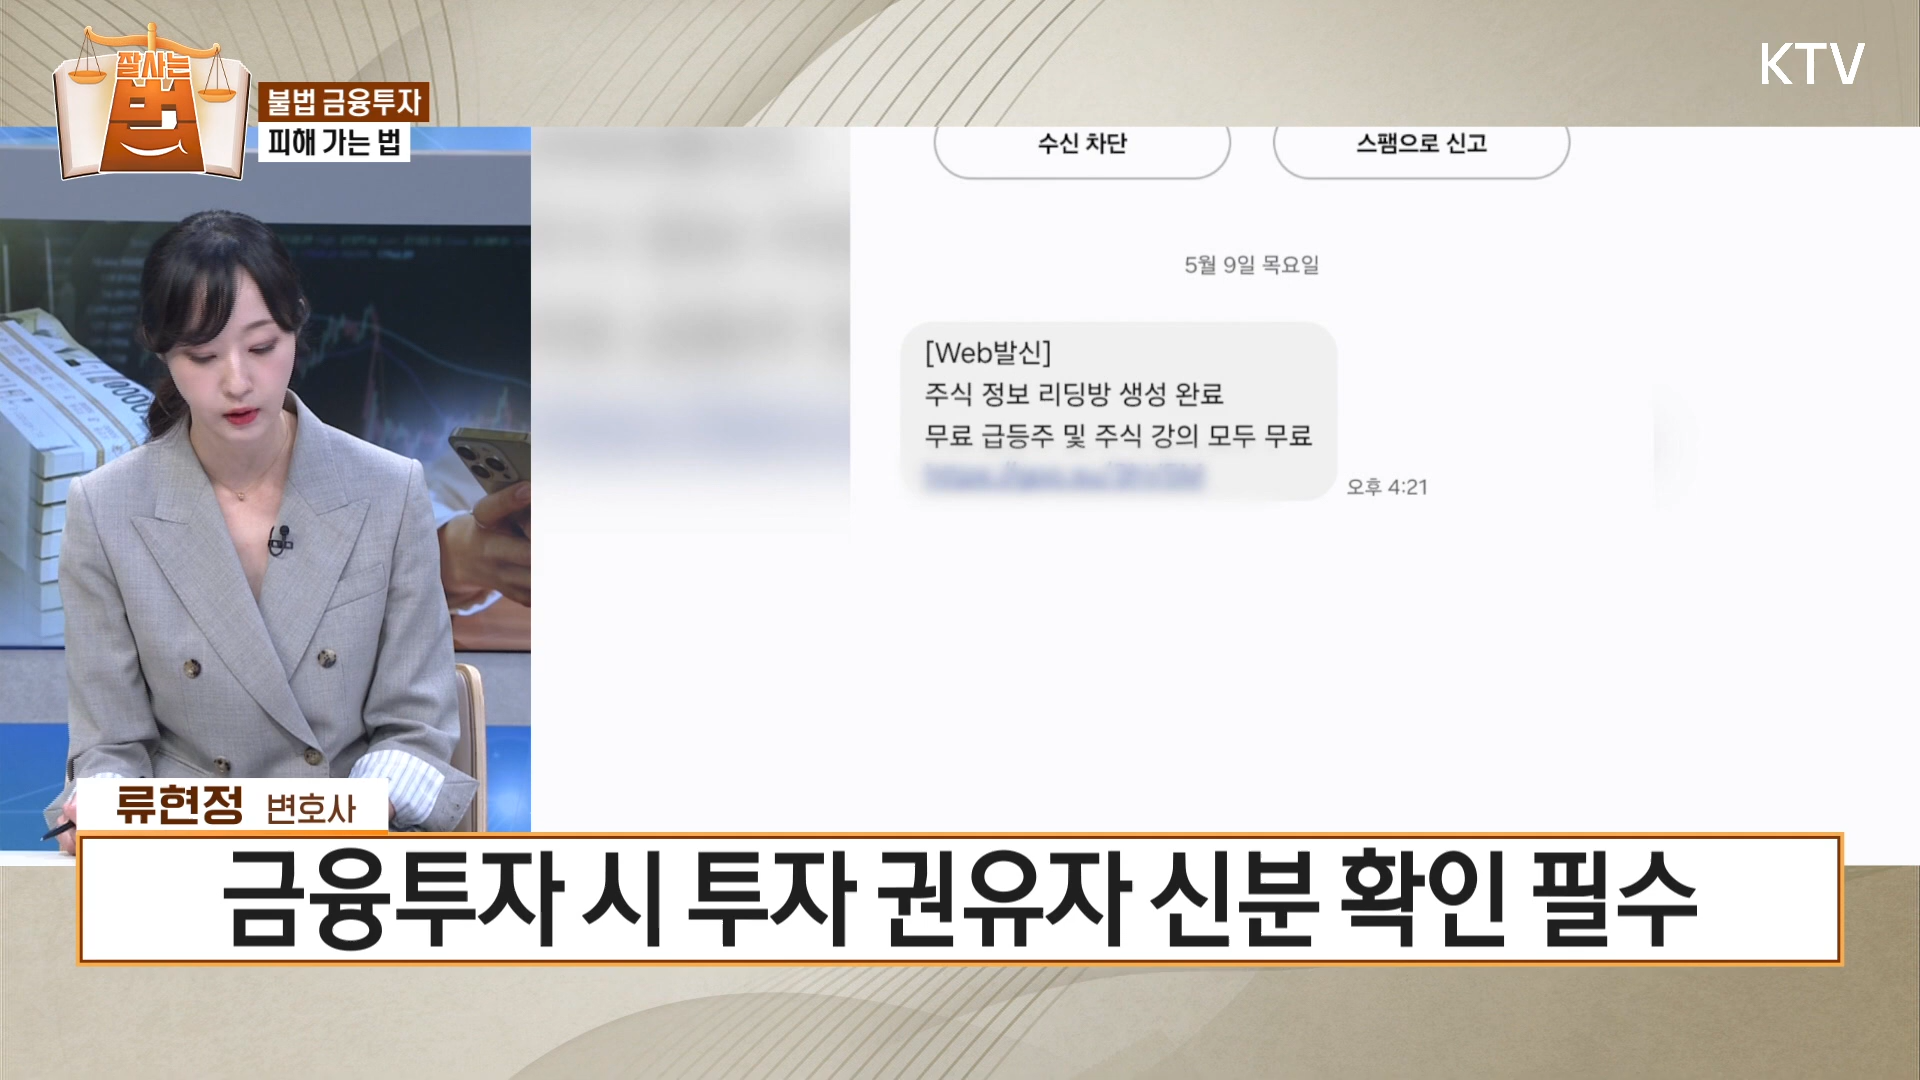 잘사는
법
불법 금융투자
피해 가는 법
KTV
수신 차단
스팸으로 신고
5월 9일 목요일
[Web발신]
주식 정보 리딩방 생성 완료
무료 급등주 및 주식 강의 모두 무료
오후 4:21
류현정 변호사
금융투자 시 투자 권유자 신분 확인 필수